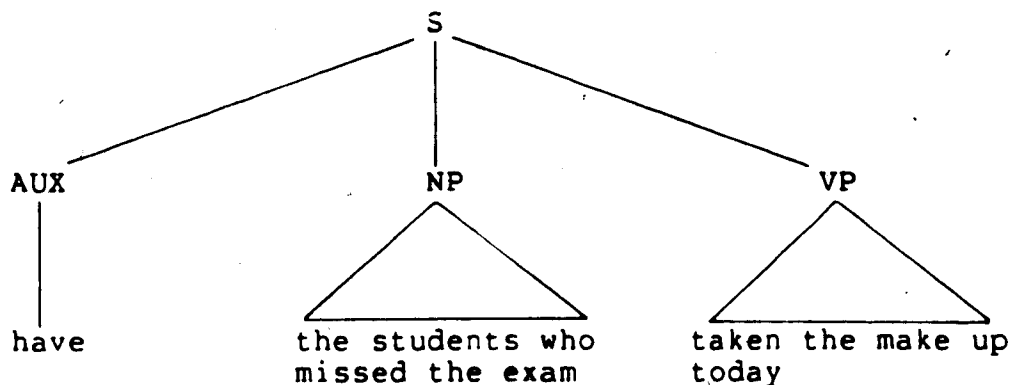 S
AUX NP VP
have the students who taken the make up
missed the exam today